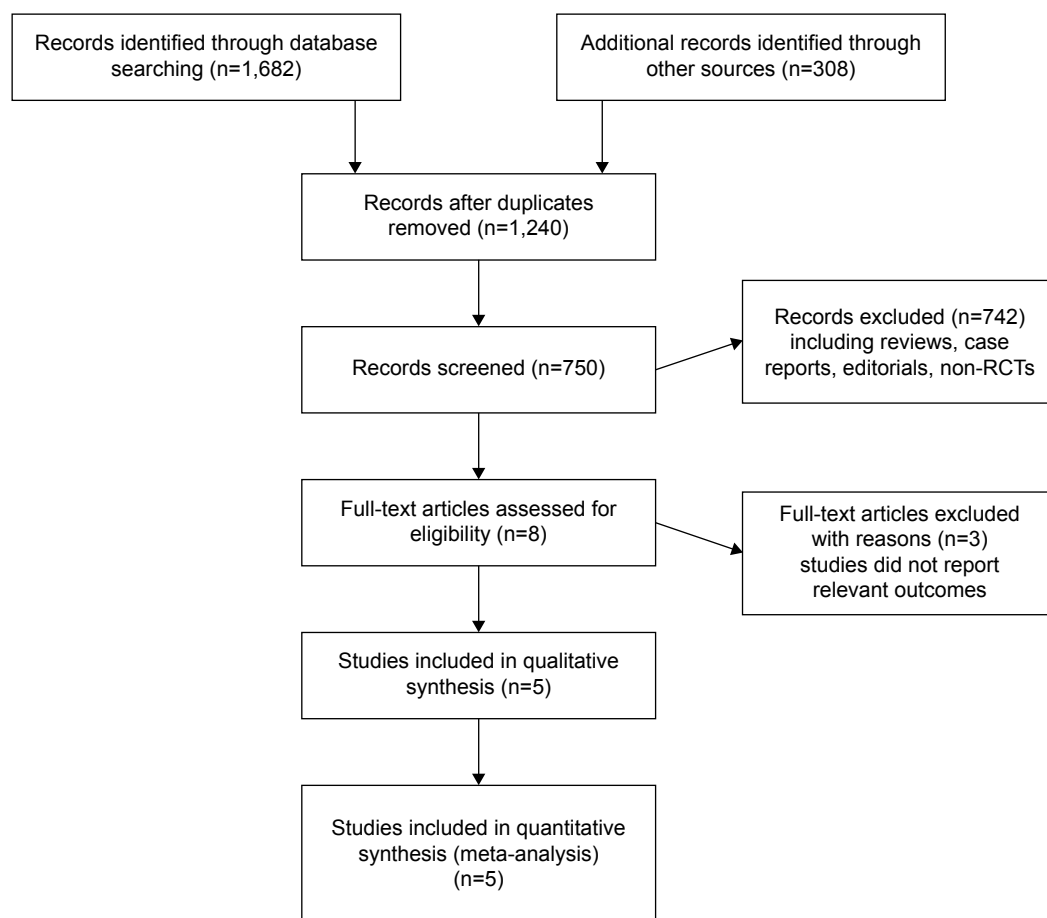 Records identified through database
searching (n=1,682)
Additional records identified through
other sources (n=308)
Records after duplicates
removed (n=1,240)
Records screened (n=750)
Records excluded (n=742)
including reviews, case
reports, editorials, non-RCTs
Full-text articles assessed for
eligibility (n=8)
Full-text articles excluded
with reasons (n=3)
studies did not report
relevant outcomes
Studies included in qualitative
synthesis (n=5)
Studies included in quantitative
synthesis (meta-analysis)
(n=5)